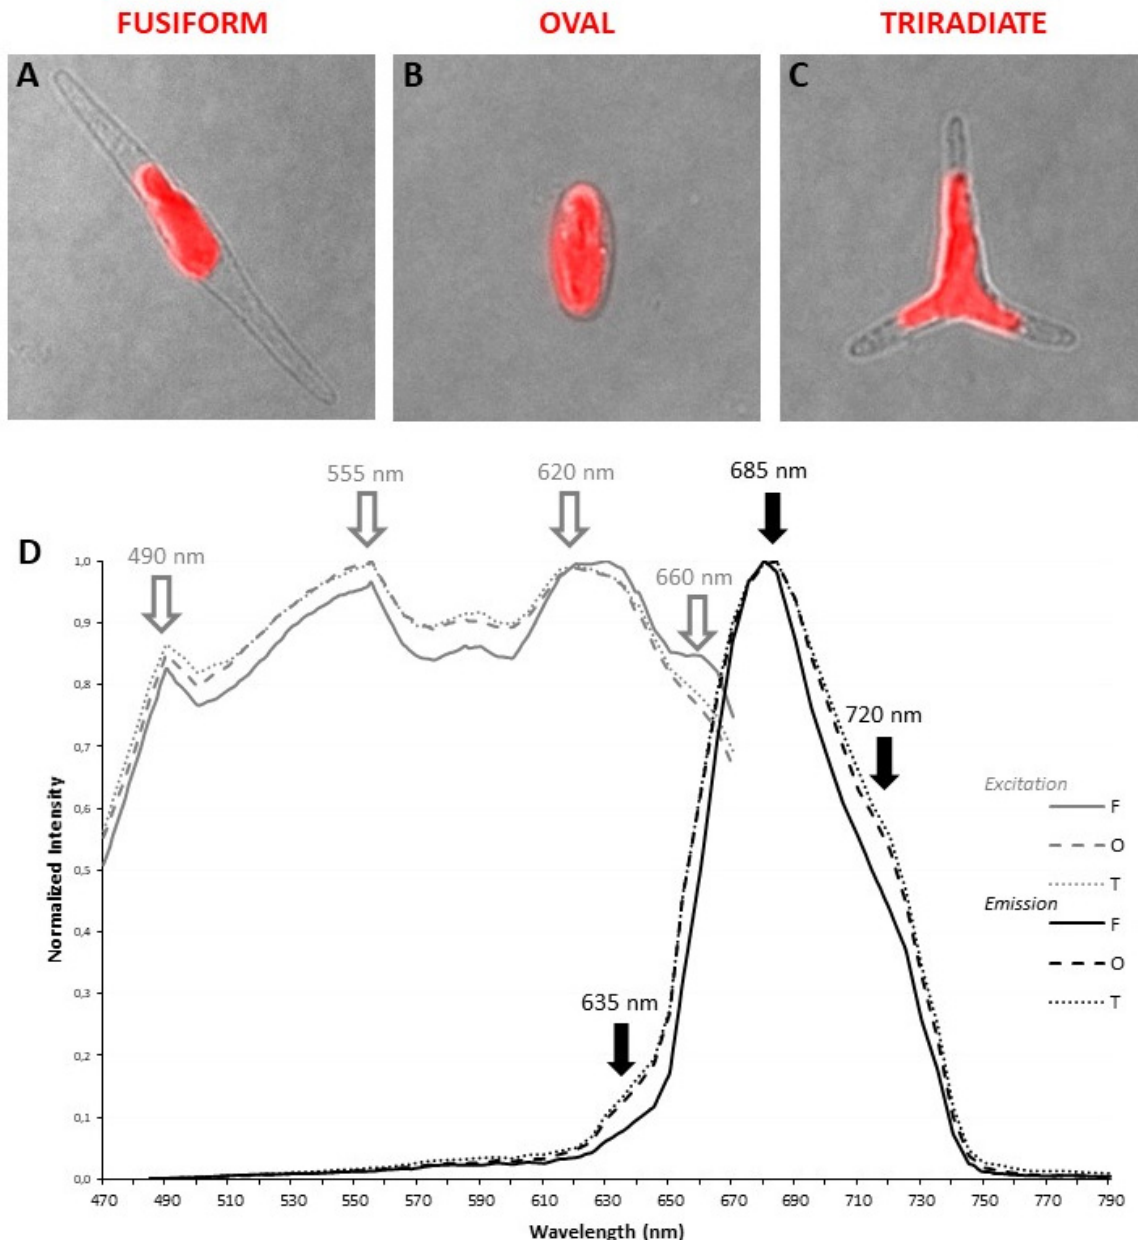 FUSIFORM OVAL TRIRADIATE
A B C
555 nm 620 nm 685 nm
D
490 nm 660 nm
720 nm
635 nm
1,0
0,9
0,8
0,7
0,6
0,5
0,4
0,3
0,2
0,1
0,0
Normalized Intensity
470 490 510 530 550 570 590 610 630 650 670 690 710 730 750 770 790
Wavelength (nm)
Excitation
F
O
T
Emission
F
O
T